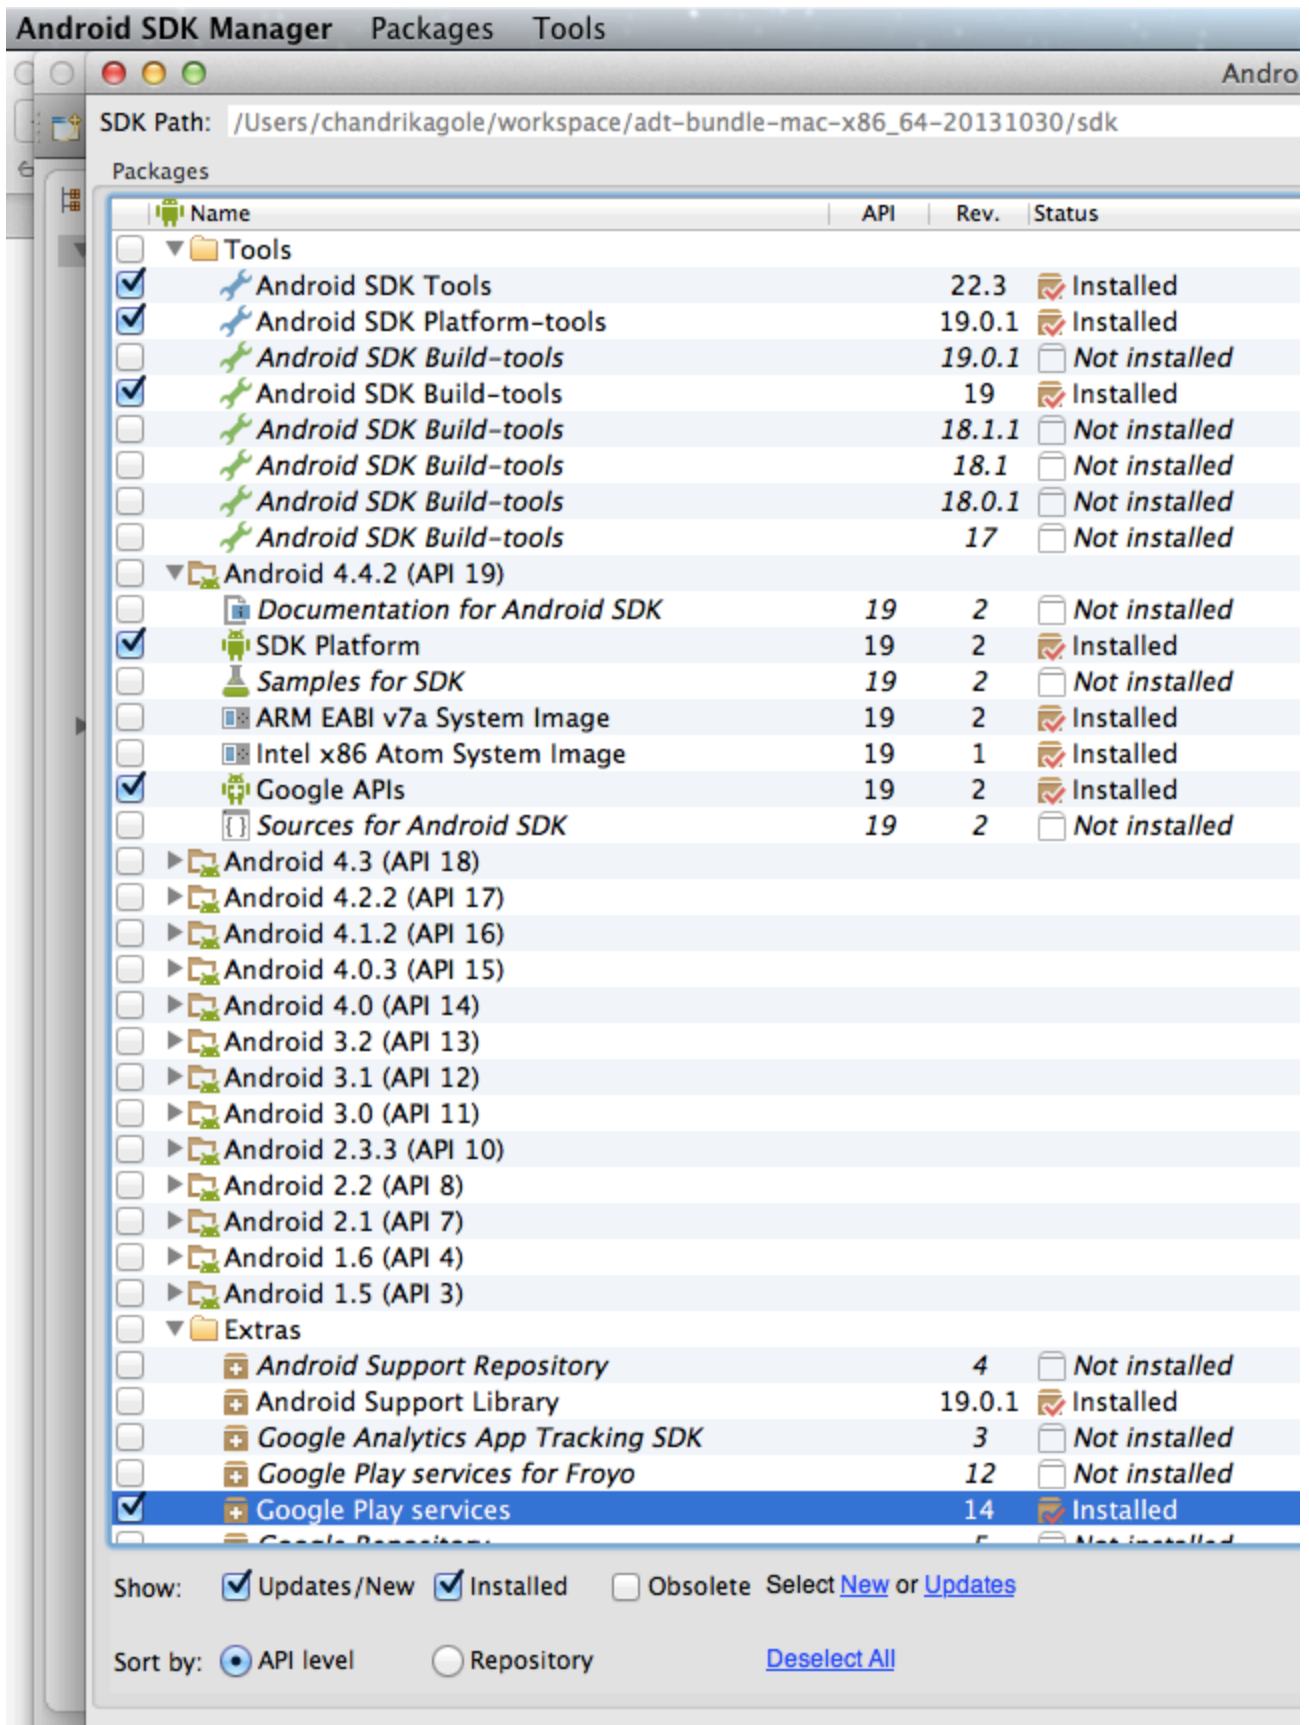 Android SDK Manager Packages Tools
Andro
SDK Path: /Users/chandrikagole/workspace/adt-bundle-mac-x86_64-20131030/sdk
Packages
Name API Rev. Status
Tools
Android SDK Tools 22.3 Installed
Android SDK Platform-tools 19.0.1 Installed
Android SDK Build-tools 19.0.1 Not installed
Android SDK Build-tools 19 Installed
Android SDK Build-tools 18.1.1 Not installed
Android SDK Build-tools 18.1 Not installed
Android SDK Build-tools 18.0.1 Not installed
Android SDK Build-tools 17 Not installed
Android 4.4.2 (API 19)
Documentation for Android SDK 19 2 Not installed
SDK Platform 19 2 Installed
Samples for SDK 19 2 Not installed
ARM EABI v7a System Image 19 2 Installed
Intel x86 Atom System Image 19 1 Installed
Google APIs 19 2 Installed
Sources for Android SDK 19 2 Not installed
Android 4.3 (API 18)
Android 4.2.2 (API 17)
Android 4.1.2 (API 16)
Android 4.0.3 (API 15)
Android 4.0 (API 14)
Android 3.2 (API 13)
Android 3.1 (API 12)
Android 3.0 (API 11)
Android 2.3.3 (API 10)
Android 2.2 (API 8)
Android 2.1 (API 7)
Android 1.6 (API 4)
Android 1.5 (API 3)
Extras
Android Support Repository 4 Not installed
Android Support Library 19.0.1 Installed
Google Analytics App Tracking SDK 3 Not installed
Google Play services for Froyo 12 Not installed
Google Play services 14 Installed
Google Repository 5 Not installed
Show: Updates/New Installed Obsolete Select New or Updates
Sort by: API level Repository Deselect All